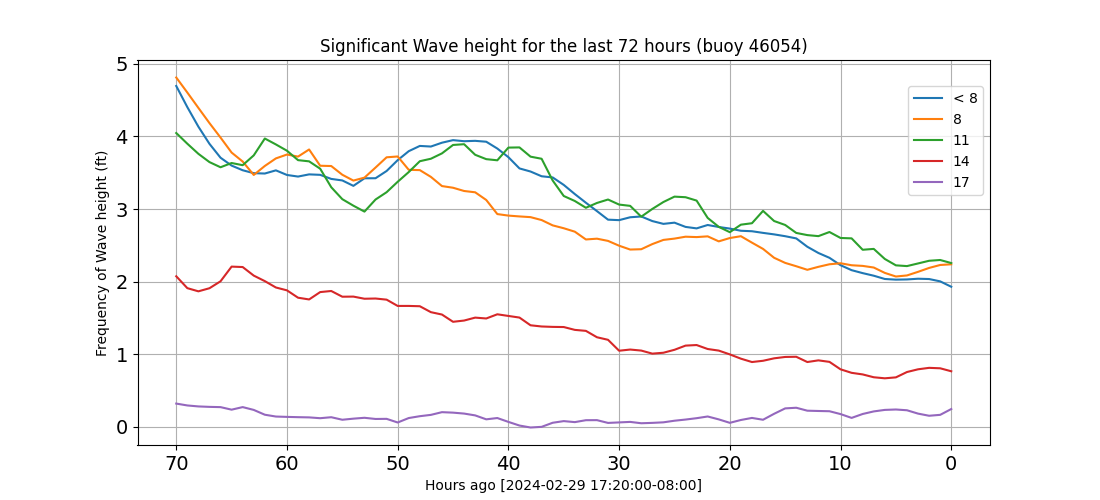 Significant Wave height for the last 72 hours (buoy 46054)
Frequency of Wave height (ft)
5
4
3
2
1
0
< 8
8
11
14
17
70 60 50 40 30 20 10 0
Hours ago [2024-02-29 17:20:00-08:00]